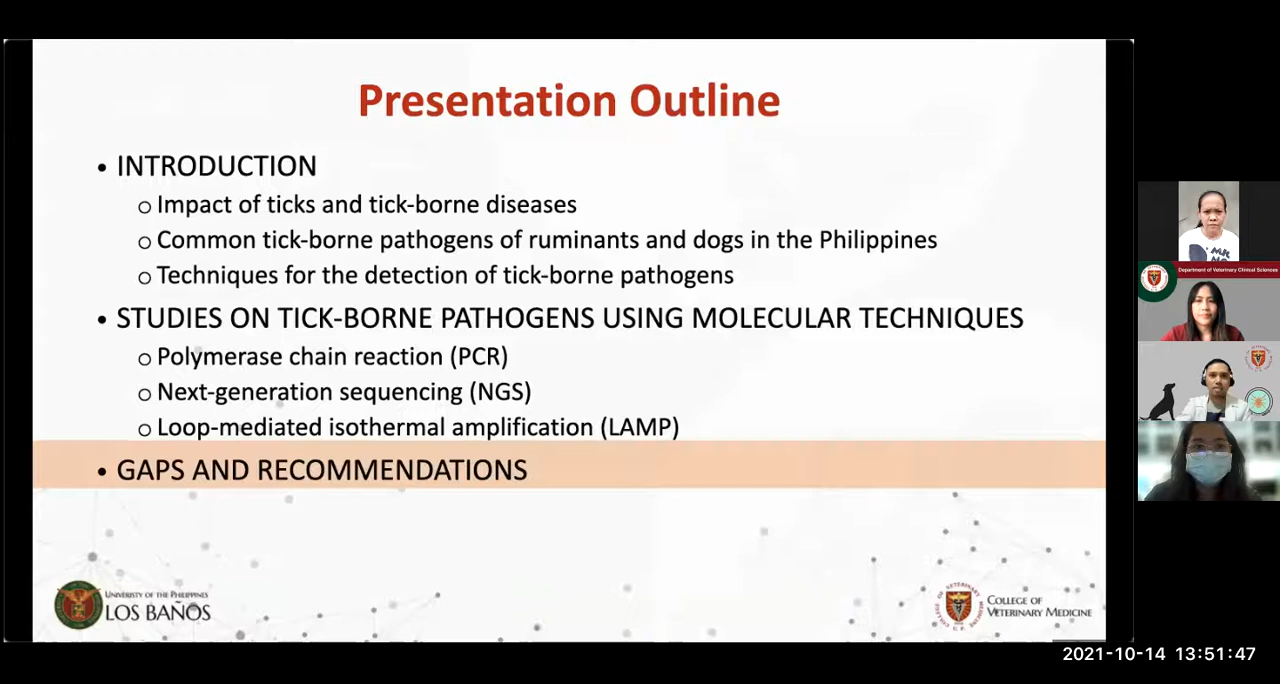 Presentation Outline
• INTRODUCTION
o Impact of ticks and tick-borne diseases
o Common tick-borne pathogens of ruminants and dogs in the Philippines
o Techniques for the detection of tick-borne pathogens
• STUDIES ON TICK-BORNE PATHOGENS USING MOLECULAR TECHNIQUES
o Polymerase chain reaction (PCR)
o Next-generation sequencing (NGS)
o Loop-mediated isothermal amplification (LAMP)
• GAPS AND RECOMMENDATIONS
UNIVERSITY OF THE PHILIPPINES
LOS BAÑOS
COLLEGE OF
VETERINARY MEDICINE
Department of Veterinary Clinical Sciences
2021-10-14 13:51:47